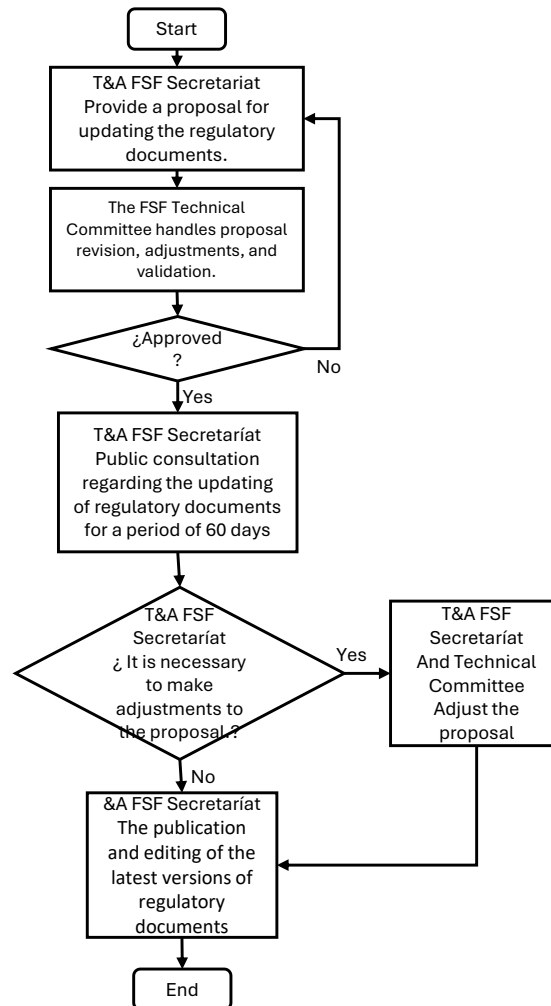 Start
T&A FSF Secretariat
Provide a proposal for
updating the regulatory
documents.
The FSF Technical
Committee handles proposal
revision, adjustments, and
validation.
¿Approved
?
No
Yes
T&A FSF Secretaríat
Public consultation
regarding the updating
of regulatory documents
for a period of 60 days
T&A FSF
Secretaríat
¿ It is necessary
to make
adjustments to
the proposal.?
Yes
T&A FSF
Secretaríat
And Technical
Committee
Adjust the
proposal
No
&A FSF Secretaríat
The publication
and editing of the
latest versions of
regulatory
documents
End